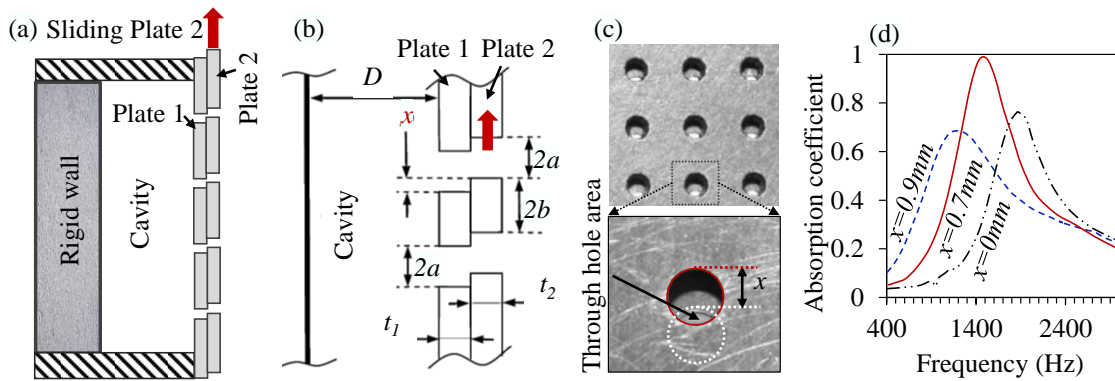 (a)
Sliding Plate 2
Plate 2
Plate 1
Rigid wall
Cavity
(b)
Plate 1
Plate 2
D
x
2a
2b
Cavity
2a
t2
t1
(c)
Through hole area
x
(d)
Absorption coefficient
1
0.8
0.6
0.4
0.2
0
x=0.9mm
x=0.7mm
x=0mm
400
1400
2400
Frequency (Hz)